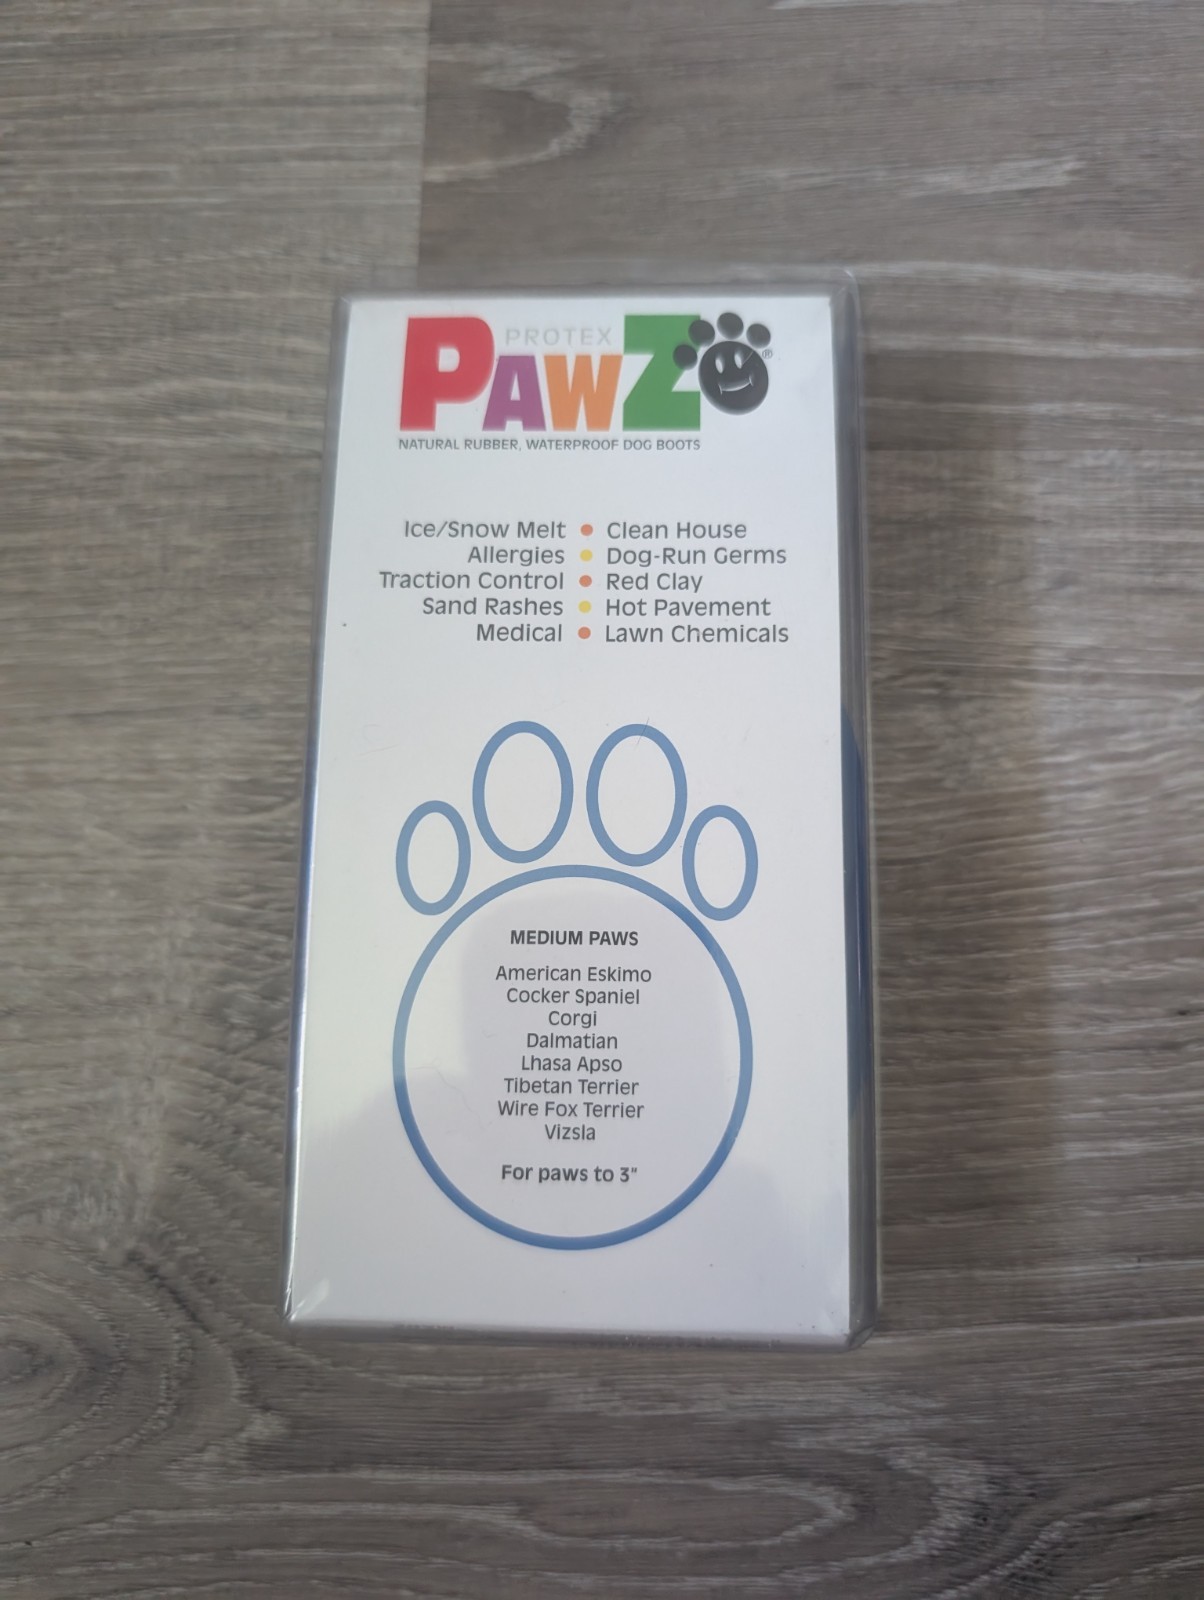 PROTEX
PAWZ®
NATURAL RUBBER, WATERPROOF DOG BOOTS
Ice/Snow Melt • Clean House
Allergies • Dog-Run Germs
Traction Control • Red Clay
Sand Rashes • Hot Pavement
Medical • Lawn Chemicals
MEDIUM PAWS
American Eskimo
Cocker Spaniel
Corgi
Dalmatian
Lhasa Apso
Tibetan Terrier
Wire Fox Terrier
Vizsla
For paws to 3"